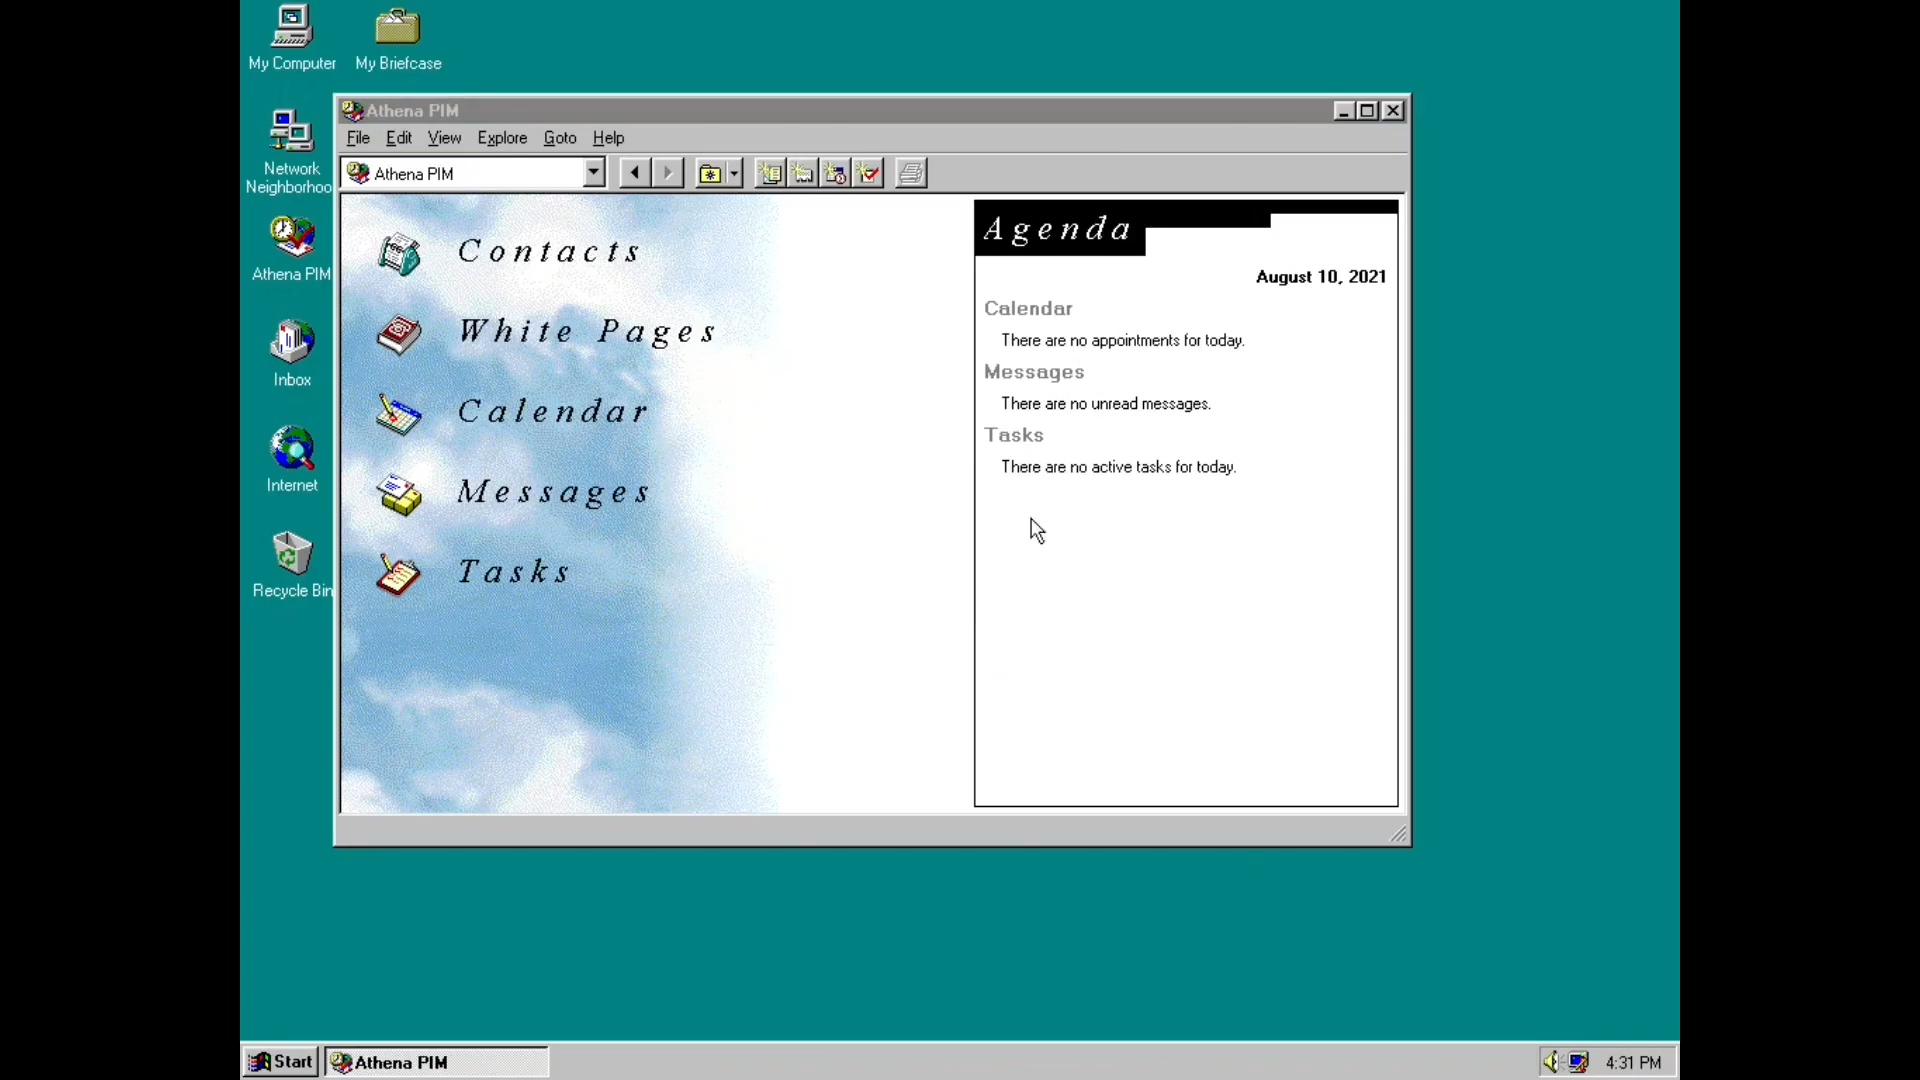 My Computer
My Briefcase
Network
Neighborhoo
Athena PIM
Inbox
Internet
Recycle Bin
Athena PIM
File Edit View Explore Goto Help
Athena PIM
Contacts
White Pages
Calendar
Messages
Tasks
Agenda
August 10, 2021
Calendar
There are no appointments for today.
Messages
There are no unread messages.
Tasks
There are no active tasks for today.
Start
Athena PIM
4:31 PM